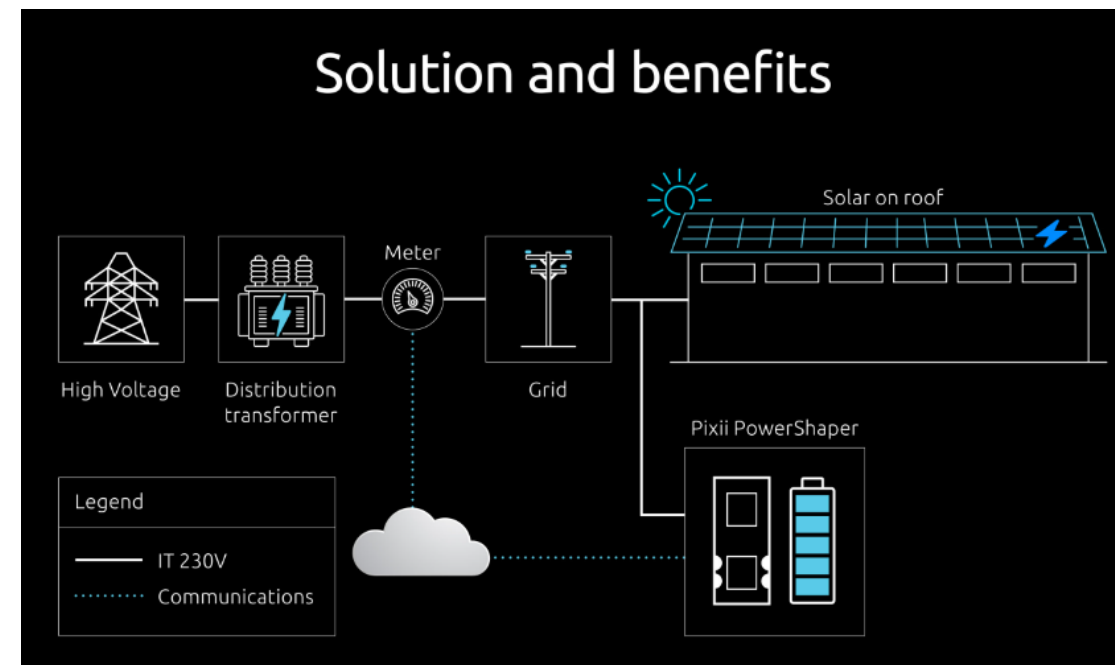 Solution and benefits
Solar on roof
Meter
High Voltage
Distribution
transformer
Grid
Pixii PowerShaper
Legend
IT 230V
Communications